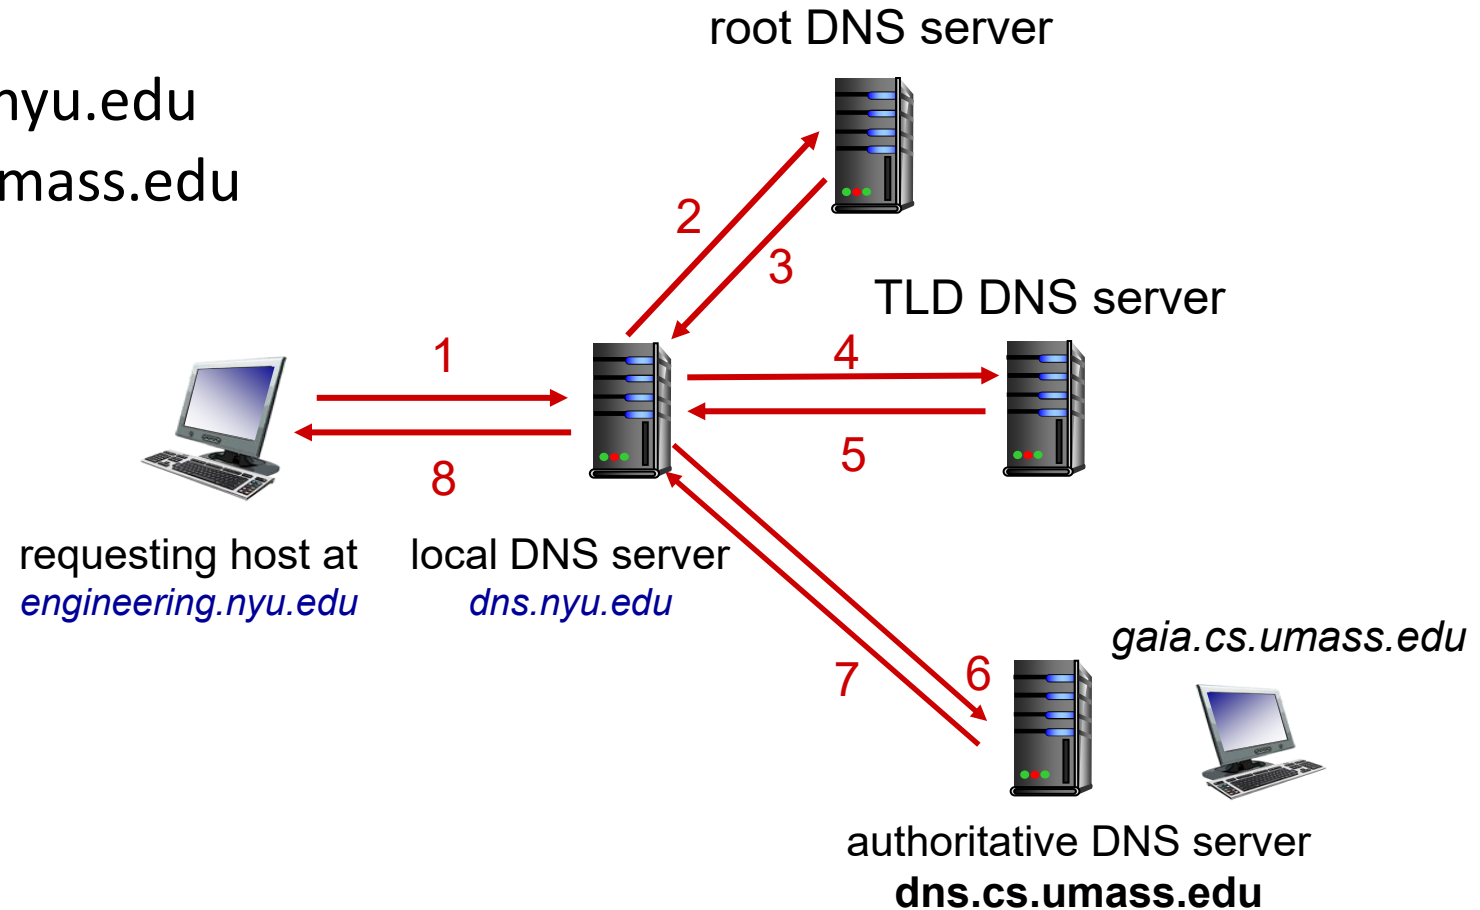 root DNS server
nyu.edu
mass.edu
2
3
TLD DNS server
1
4
8
5
requesting host at
engineering.nyu.edu
local DNS server
dns.nyu.edu
gaia.cs.umass.edu
7
6
authoritative DNS server
dns.cs.umass.edu